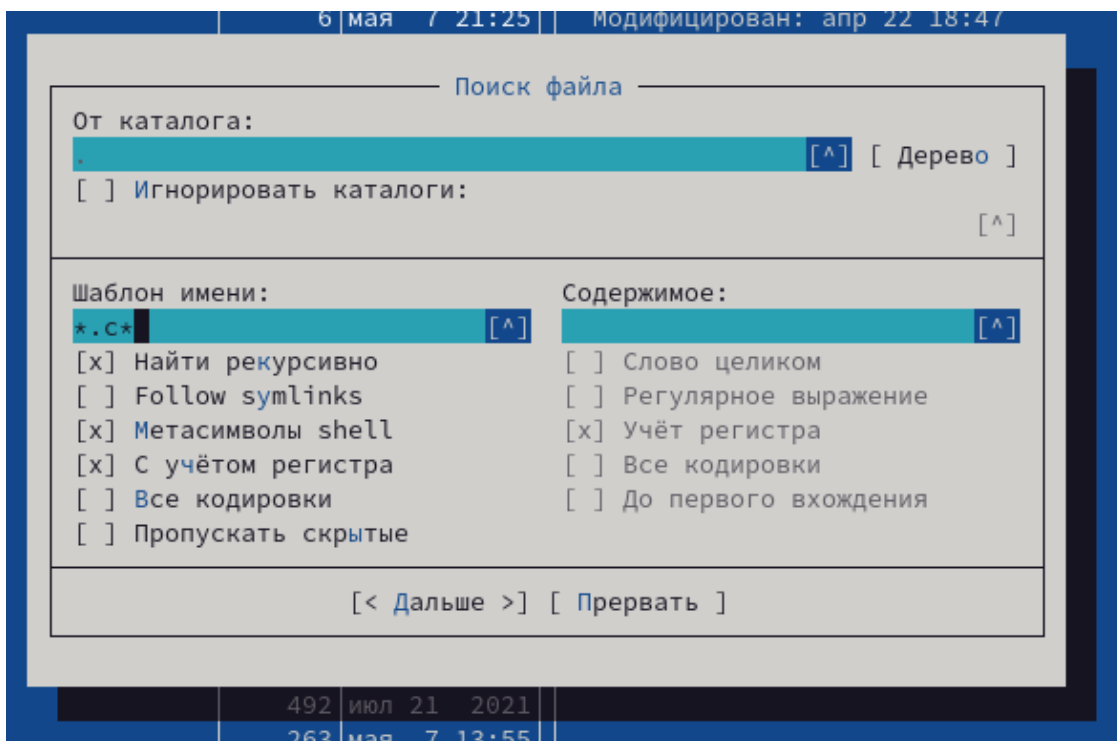 6 мая 7 21:25 Модифицирован: апр 22 18:47
Поиск файла
От каталога:
. [^] [ Дерево ]
[ ] Игнорировать каталоги:
[^]
Шаблон имени: Содержимое:
*.c* [^] [^]
[x] Найти рекурсивно [ ] Слово целиком
[ ] Follow symlinks [ ] Регулярное выражение
[x] Метасимволы shell [x] Учёт регистра
[x] С учётом регистра [ ] Все кодировки
[ ] Все кодировки [ ] До первого вхождения
[ ] Пропускать скрытые
[< Дальше >] [ Прервать ]
492 июл 21 2021
263 мая 7 13:55